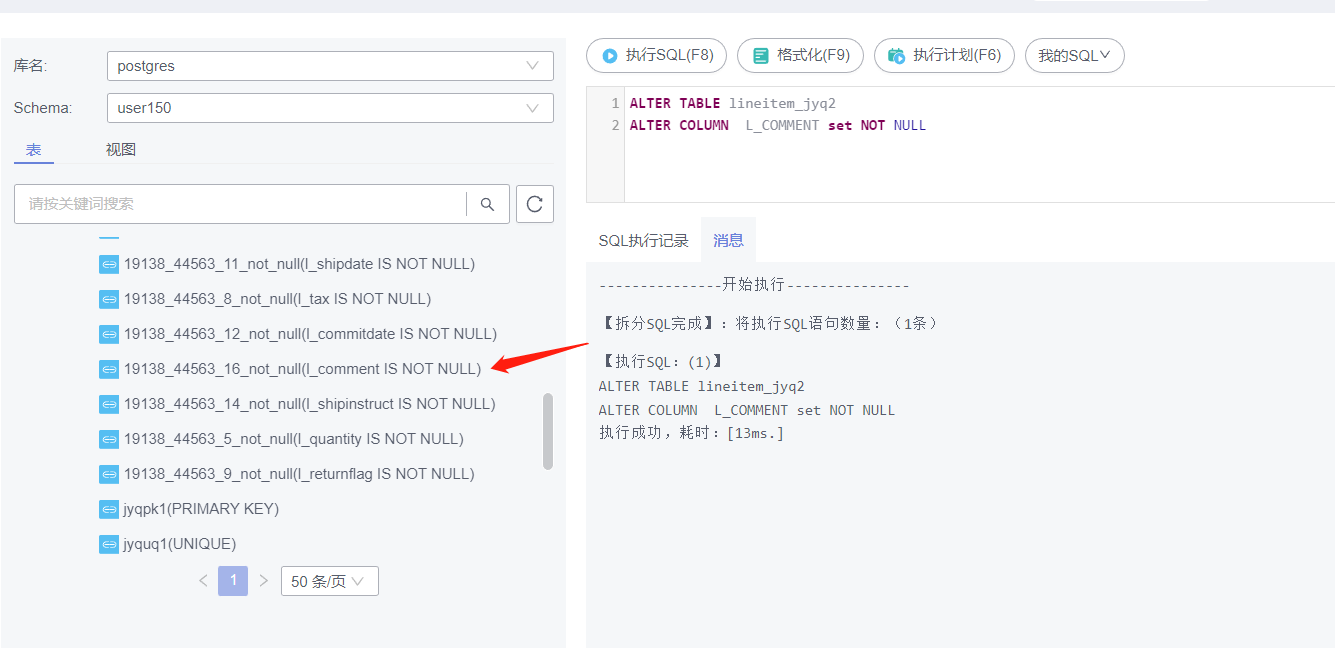 库名:
postgres
Schema:
user150
表
视图
请按关键词搜索
19138_44563_11_not_null(l_shipdate IS NOT NULL)
19138_44563_8_not_null(l_tax IS NOT NULL)
19138_44563_12_not_null(l_commitdate IS NOT NULL)
19138_44563_16_not_null(l_comment IS NOT NULL)
19138_44563_14_not_null(l_shipinstruct IS NOT NULL)
19138_44563_5_not_null(l_quantity IS NOT NULL)
19138_44563_9_not_null(l_returnflag IS NOT NULL)
jyqpk1(PRIMARY KEY)
jyquq1(UNIQUE)
1
50 条/页
执行SQL(F8)
格式化(F9)
执行计划(F6)
我的SQL
1 ALTER TABLE lineitem_jyq2
2 ALTER COLUMN  L_COMMENT set NOT NULL
SQL执行记录
消息
---------------开始执行---------------
【拆分SQL完成】：将执行SQL语句数量：（1条）
【执行SQL：(1)】
ALTER TABLE lineitem_jyq2
ALTER COLUMN  L_COMMENT set NOT NULL
执行成功，耗时：[13ms.]